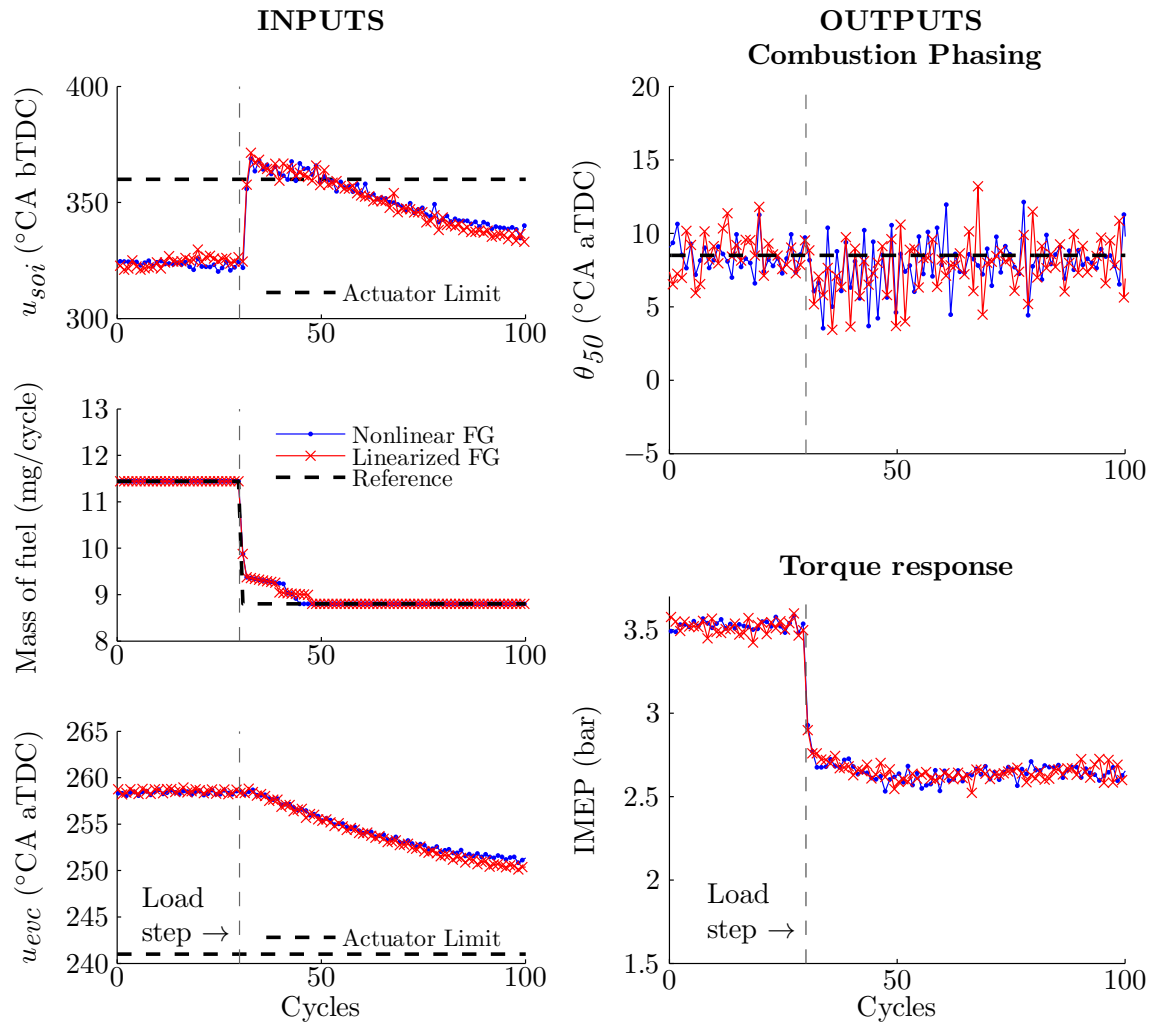 INPUTS
400
350
300
0
50
100
u_soi (°CA bTDC)
Actuator Limit
13
12
11
10
9
8
0
50
100
Mass of fuel (mg/cycle)
Nonlinear FG
Linearized FG
Reference
265
260
255
250
245
240
0
50
100
u_evc (°CA aTDC)
Load
step →
Actuator Limit
Cycles
OUTPUTS
Combustion Phasing
20
15
10
5
0
−5
0
50
100
θ_50 (°CA aTDC)
Torque response
3.5
3
2.5
2
1.5
0
50
100
IMEP (bar)
Load
step →
Cycles